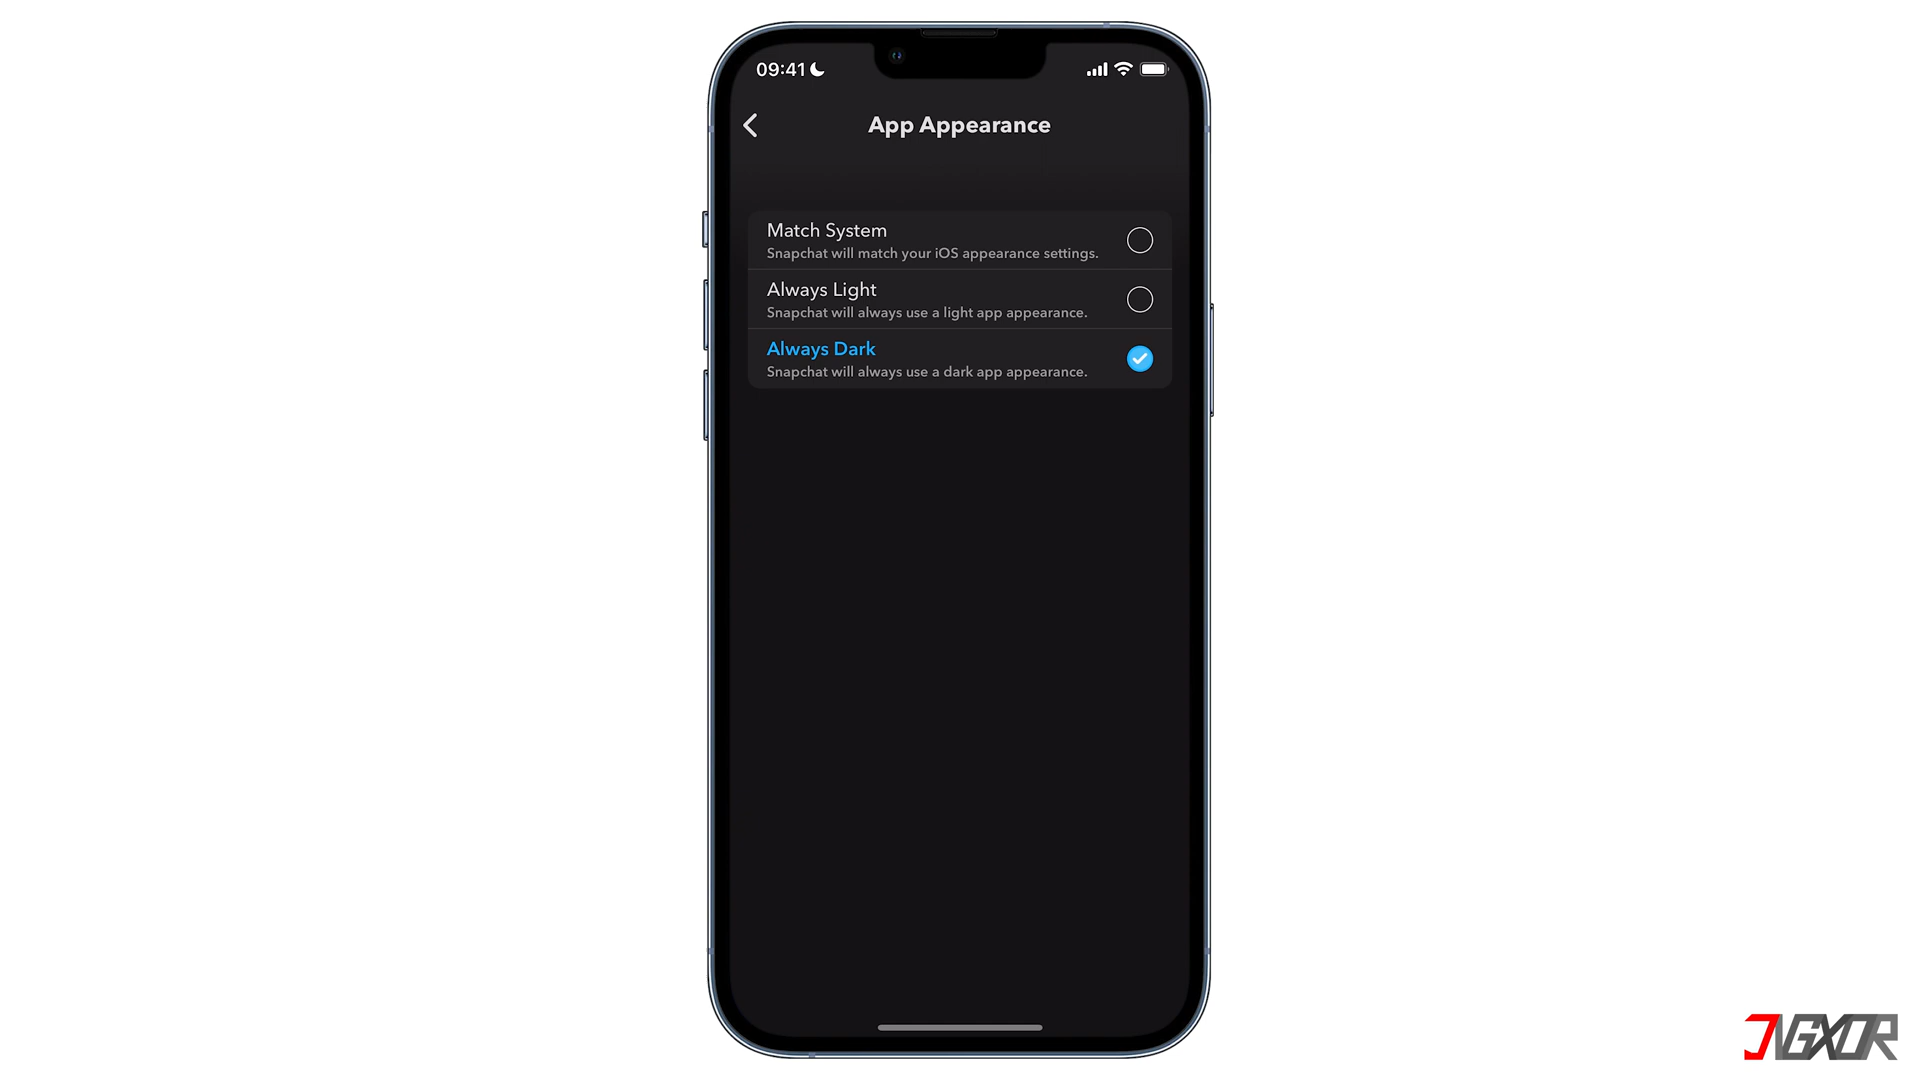 09:41
App Appearance
Match System
Snapchat will match your iOS appearance settings.
Always Light
Snapchat will always use a light app appearance.
Always Dark
Snapchat will always use a dark app appearance.
JVGXOR